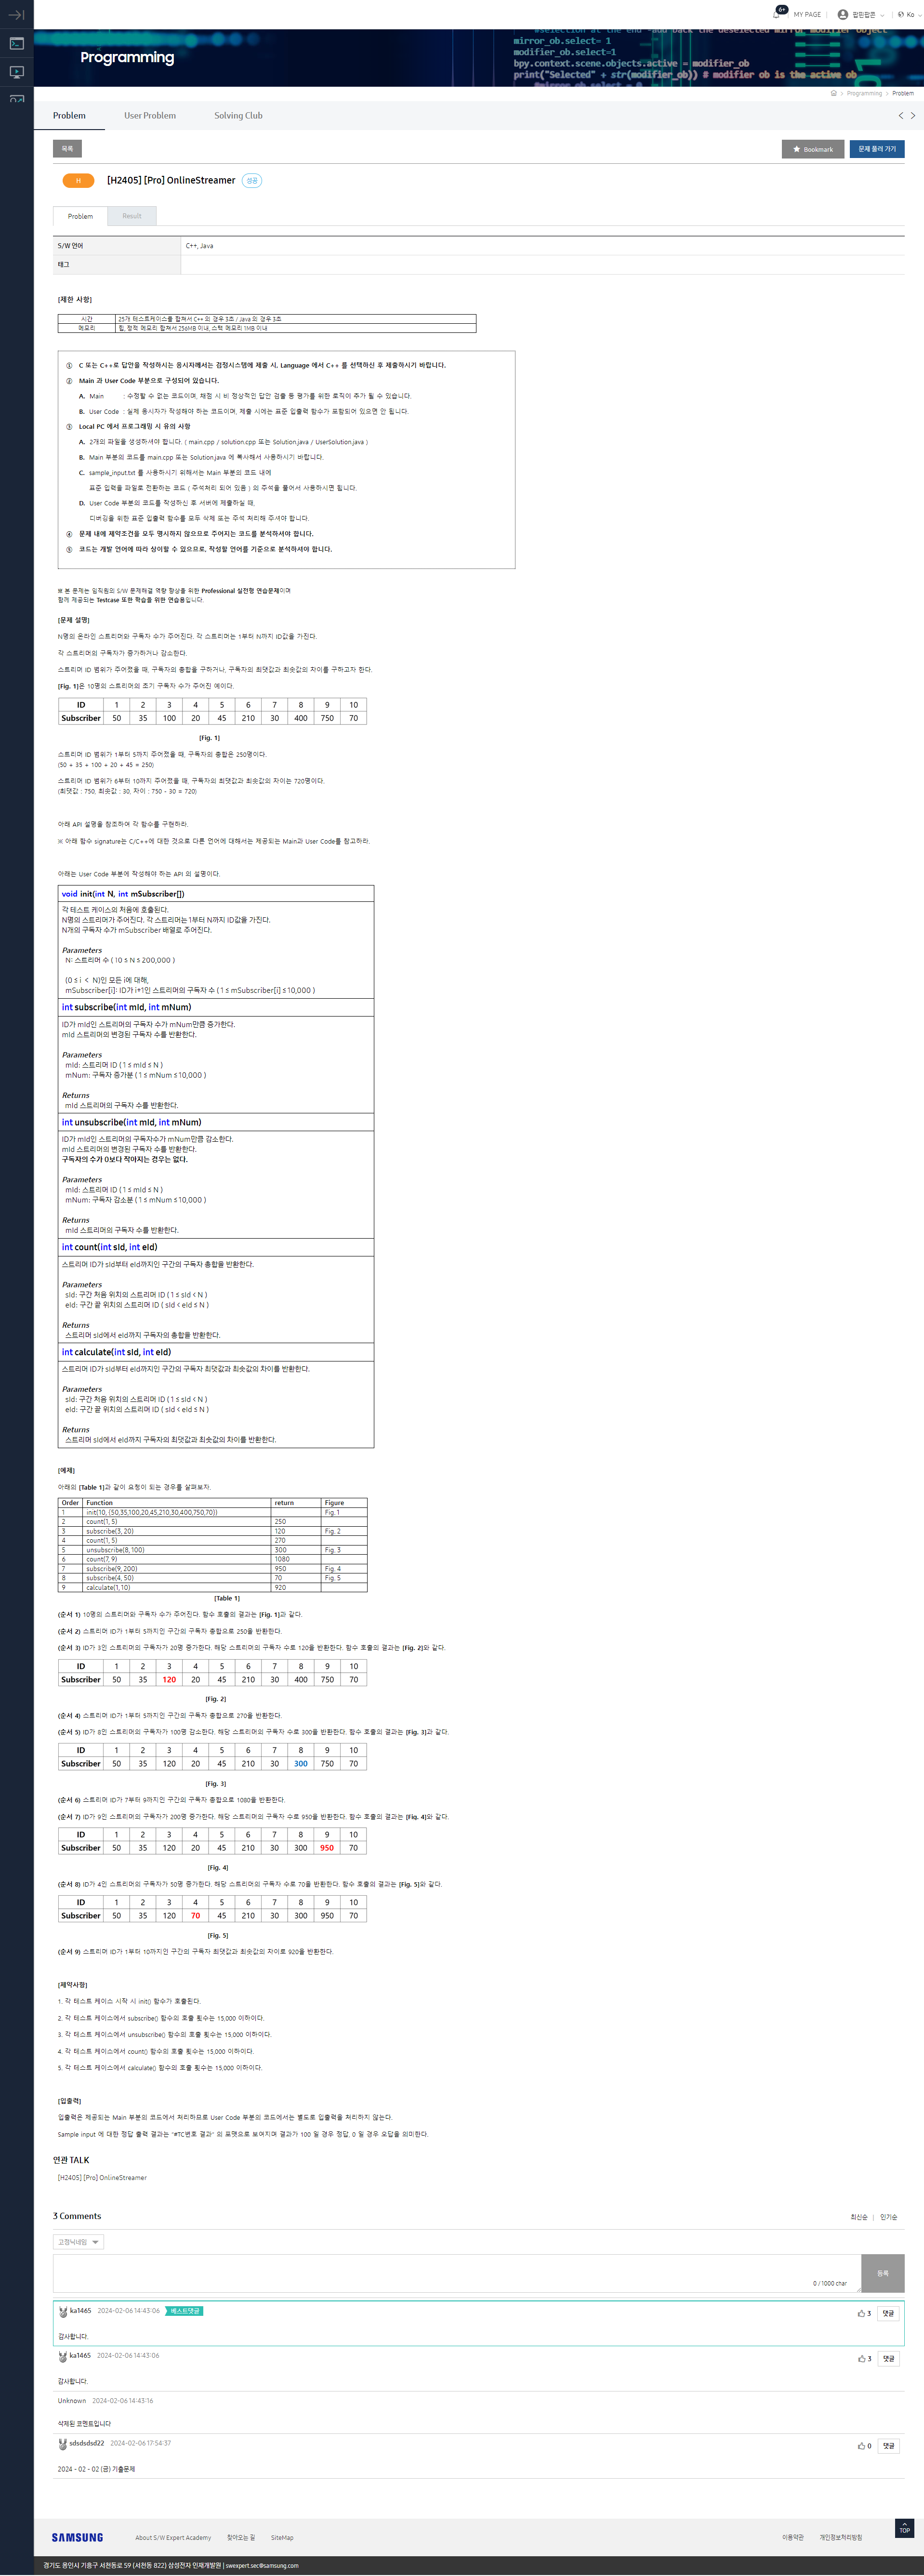 6+
MY PAGE
팝핀팝콘
Ko
#selection at the end -add back the deselected mirror modifier object
mirror_ob.select= 1
modifier_ob.select=1
bpy.context.scene.objects.active = modifier_ob
print("Selected" + str(modifier_ob)) # modifier ob is the active ob
Programming
Programming > Problem
Problem
User Problem
Solving Club
목록
Bookmark
문제 풀러 가기
H
[H2405] [Pro] OnlineStreamer
상공
Problem
Result
S/W 언어
C++, Java
태그
[제한 사항]
시간 25개 테스트케이스를 합쳐서 C++ 의 경우 3초 / Java 의 경우 3초
메모리 힙, 정적 메모리 합쳐서 256MB 이내, 스택 메모리 1MB 이내
① C 또는 C++로 답안을 작성하시는 응시자께서는 검정시스템에 제출 시, Language 에서 C++ 를 선택하신 후 제출하시기 바랍니다.
② Main 과 User Code 부분으로 구성되어 있습니다.
A. Main : 수정할 수 없는 코드이며, 채점 시 비 정상적인 답안 검출 등 평가를 위한 로직이 추가 될 수 있습니다.
B. User Code : 실제 응시자가 작성해야 하는 코드이며, 제출 시에는 표준 입출력 함수가 포함되어 있으면 안 됩니다.
③ Local PC 에서 프로그래밍 시 유의 사항
A. 2개의 파일을 생성하셔야 합니다. ( main.cpp / solution.cpp 또는 Solution.java / UserSolution.java )
B. Main 부분의 코드를 main.cpp 또는 Solution.java 에 복사해서 사용하시기 바랍니다.
C. sample_input.txt 를 사용하시기 위해서는 Main 부분의 코드 내에
표준 입력을 파일로 전환하는 코드 ( 주석처리 되어 있음 ) 의 주석을 풀어서 사용하시면 됩니다.
D. User Code 부분의 코드를 작성하신 후 서버에 제출하실 때,
디버깅을 위한 표준 입출력 함수를 모두 삭제 또는 주석 처리해 주셔야 합니다.
④ 문제 내에 제약조건을 모두 명시하지 않으므로 주어지는 코드를 분석하셔야 합니다.
⑤ 코드는 개발 언어에 따라 상이할 수 있으므로, 작성할 언어를 기준으로 분석하셔야 합니다.
※ 본 문제는 임직원의 S/W 문제해결 역량 향상을 위한 Professional 실전형 연습문제이며
함께 제공되는 Testcase 또한 학습을 위한 연습용입니다.
[문제 설명]
N명의 온라인 스트리머와 구독자 수가 주어진다. 각 스트리머는 1부터 N까지 ID값을 가진다.
각 스트리머의 구독자가 증가하거나 감소한다.
스트리머 ID 범위가 주어졌을 때, 구독자의 총합을 구하거나, 구독자의 최댓값과 최솟값의 차이를 구하고자 한다.
[Fig. 1]은 10명의 스트리머의 초기 구독자 수가 주어진 예이다.
ID 1 2 3 4 5 6 7 8 9 10
Subscriber 50 35 100 20 45 210 30 400 750 70
[Fig. 1]
스트리머 ID 범위가 1부터 5까지 주어졌을 때, 구독자의 총합은 250명이다.
(50 + 35 + 100 + 20 + 45 = 250)
스트리머 ID 범위가 6부터 10까지 주어졌을 때, 구독자의 최댓값과 최솟값의 차이는 720명이다.
(최댓값 : 750, 최솟값 : 30, 차이 : 750 - 30 = 720)
아래 API 설명을 참조하여 각 함수를 구현하라.
※ 아래 함수 signature는 C/C++에 대한 것으로 다른 언어에 대해서는 제공되는 Main과 User Code를 참고하라.
아래는 User Code 부분에 작성해야 하는 API 의 설명이다.
void init(int N, int mSubscriber[])
각 테스트 케이스의 처음에 호출된다.
N명의 스트리머가 주어진다. 각 스트리머는 1부터 N까지 ID값을 가진다.
N개의 구독자 수가 mSubscriber 배열로 주어진다.
Parameters
N: 스트리머 수 ( 10 ≤ N ≤ 200,000 )
(0 ≤ i < N)인 모든 i에 대해,
mSubscriber[i]: ID가 i+1인 스트리머의 구독자 수 ( 1 ≤ mSubscriber[i] ≤ 10,000 )
int subscribe(int mId, int mNum)
ID가 mId인 스트리머의 구독자 수가 mNum만큼 증가한다.
mId 스트리머의 변경된 구독자 수를 반환한다.
Parameters
mId: 스트리머 ID ( 1 ≤ mId ≤ N )
mNum: 구독자 증가분 ( 1 ≤ mNum ≤ 10,000 )
Returns
mId 스트리머의 구독자 수를 반환한다.
int unsubscribe(int mId, int mNum)
ID가 mId인 스트리머의 구독자수가 mNum만큼 감소한다.
mId 스트리머의 변경된 구독자 수를 반환한다.
구독자의 수가 0보다 작아지는 경우는 없다.
Parameters
mId: 스트리머 ID ( 1 ≤ mId ≤ N )
mNum: 구독자 감소분 ( 1 ≤ mNum ≤ 10,000 )
Returns
mId 스트리머의 구독자 수를 반환한다.
int count(int sId, int eId)
스트리머 ID가 sId부터 eId까지인 구간의 구독자 총합을 반환한다.
Parameters
sId: 구간 처음 위치의 스트리머 ID ( 1 ≤ sId < N )
eId: 구간 끝 위치의 스트리머 ID ( sId < eId ≤ N )
Returns
스트리머 sId에서 eId까지 구독자의 총합을 반환한다.
int calculate(int sId, int eId)
스트리머 ID가 sId부터 eId까지인 구간의 구독자 최댓값과 최솟값의 차이를 반환한다.
Parameters
sId: 구간 처음 위치의 스트리머 ID ( 1 ≤ sId < N )
eId: 구간 끝 위치의 스트리머 ID ( sId < eId ≤ N )
Returns
스트리머 sId에서 eId까지 구독자의 최댓값과 최솟값의 차이를 반환한다.
[예제]
아래의 [Table 1]과 같이 요청이 되는 경우를 살펴보자.
Order Function return Figure
1 init(10, {50,35,100,20,45,210,30,400,750,70}) Fig. 1
2 count(1, 5) 250
3 subscribe(3, 20) 120 Fig. 2
4 count(1, 5) 270
5 unsubscribe(8, 100) 300 Fig. 3
6 count(7, 9) 1080
7 subscribe(9, 200) 950 Fig. 4
8 subscribe(4, 50) 70 Fig. 5
9 calculate(1, 10) 920
[Table 1]
(순서 1) 10명의 스트리머와 구독자 수가 주어진다. 함수 호출의 결과는 [Fig. 1]과 같다.
(순서 2) 스트리머 ID가 1부터 5까지인 구간의 구독자 총합으로 250을 반환한다.
(순서 3) ID가 3인 스트리머의 구독자가 20명 증가한다. 해당 스트리머의 구독자 수로 120을 반환한다. 함수 호출의 결과는 [Fig. 2]와 같다.
ID 1 2 3 4 5 6 7 8 9 10
Subscriber 50 35 120 20 45 210 30 400 750 70
[Fig. 2]
(순서 4) 스트리머 ID가 1부터 5까지인 구간의 구독자 총합으로 270을 반환한다.
(순서 5) ID가 8인 스트리머의 구독자가 100명 감소한다. 해당 스트리머의 구독자 수로 300을 반환한다. 함수 호출의 결과는 [Fig. 3]과 같다.
ID 1 2 3 4 5 6 7 8 9 10
Subscriber 50 35 120 20 45 210 30 300 750 70
[Fig. 3]
(순서 6) 스트리머 ID가 7부터 9까지인 구간의 구독자 총합으로 1080을 반환한다.
(순서 7) ID가 9인 스트리머의 구독자가 200명 증가한다. 해당 스트리머의 구독자 수로 950을 반환한다. 함수 호출의 결과는 [Fig. 4]와 같다.
ID 1 2 3 4 5 6 7 8 9 10
Subscriber 50 35 120 20 45 210 30 300 950 70
[Fig. 4]
(순서 8) ID가 4인 스트리머의 구독자가 50명 증가한다. 해당 스트리머의 구독자 수로 70을 반환한다. 함수 호출의 결과는 [Fig. 5]와 같다.
ID 1 2 3 4 5 6 7 8 9 10
Subscriber 50 35 120 70 45 210 30 300 950 70
[Fig. 5]
(순서 9) 스트리머 ID가 1부터 10까지인 구간의 구독자 최댓값과 최솟값의 차이로 920을 반환한다.
[제약사항]
1. 각 테스트 케이스 시작 시 init() 함수가 호출된다.
2. 각 테스트 케이스에서 subscribe() 함수의 호출 횟수는 15,000 이하이다.
3. 각 테스트 케이스에서 unsubscribe() 함수의 호출 횟수는 15,000 이하이다.
4. 각 테스트 케이스에서 count() 함수의 호출 횟수는 15,000 이하이다.
5. 각 테스트 케이스에서 calculate() 함수의 호출 횟수는 15,000 이하이다.
[입출력]
입출력은 제공되는 Main 부분의 코드에서 처리하므로 User Code 부분의 코드에서는 별도로 입출력을 처리하지 않는다.
Sample input 에 대한 정답 출력 결과는 "#TC번호 결과" 의 포맷으로 보여지며 결과가 100 일 경우 정답, 0 일 경우 오답을 의미한다.
연관 TALK
[H2405] [Pro] OnlineStreamer
3 Comments
최신순 | 인기순
고정닉네임
0 / 1000 char
등록
ka1465 2024-02-06 14:43:06 베스트댓글
3 댓글
감사합니다.
ka1465 2024-02-06 14:43:06
3 댓글
감사합니다.
Unknown 2024-02-06 14:43:16
삭제된 코멘트입니다
sdsdsdsd22 2024-02-06 17:54:37
0 댓글
2024 - 02 - 02 (금) 기출문제
SAMSUNG
About S/W Expert Academy
찾아오는 길
SiteMap
이용약관
개인정보처리방침
TOP
경기도 용인시 기흥구 서천동로 59 (서천동 822) 삼성전자 인재개발원 | swexpert.sec@samsung.com